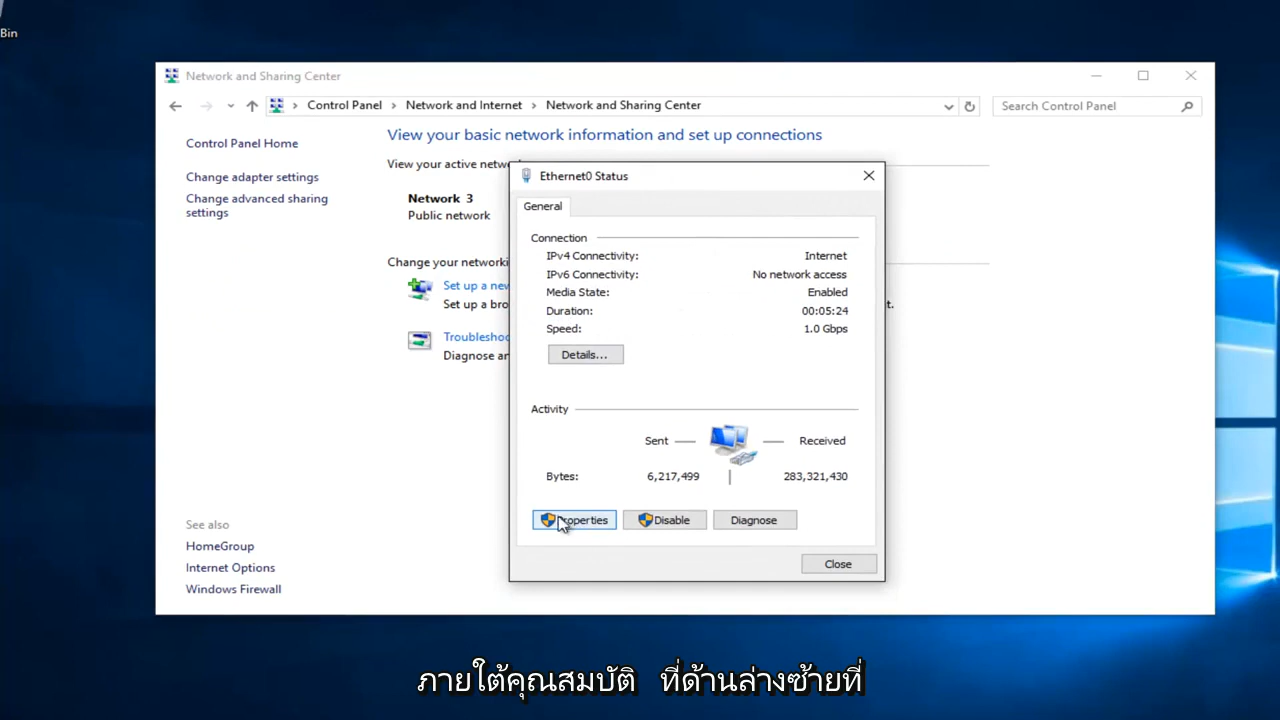 Bin
Network and Sharing Center
Control Panel
Network and Internet
Network and Sharing Center
Search Control Panel
Control Panel Home
Change adapter settings
Change advanced sharing
settings
See also
HomeGroup
Internet Options
Windows Firewall
View your basic network information and set up connections
View your active netwo
Network 3
Public network
Change your networki
Set up a new
Set up a bro
t.
Troubleshoo
Diagnose an
Ethernet0 Status
General
Connection
IPv4 Connectivity: Internet
IPv6 Connectivity: No network access
Media State: Enabled
Duration: 00:05:24
Speed: 1.0 Gbps
Details...
Activity
Sent Received
Bytes: 6,217,499 283,321,430
Properties Disable Diagnose
Close
ภายใต้คุณสมบัติ ที่ด้านล่างซ้ายที่